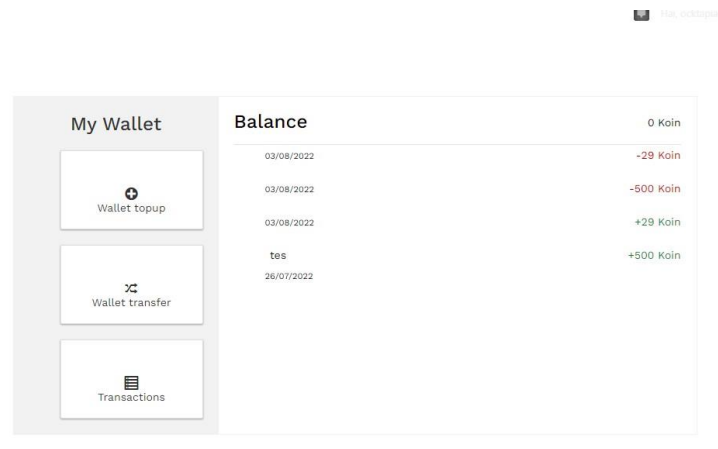 My Wallet
Wallet topup
Wallet transfer
Transactions
Balance
0 Koin
03/08/2022
-29 Koin
03/08/2022
-500 Koin
03/08/2022
+29 Koin
tes
+500 Koin
26/07/2022